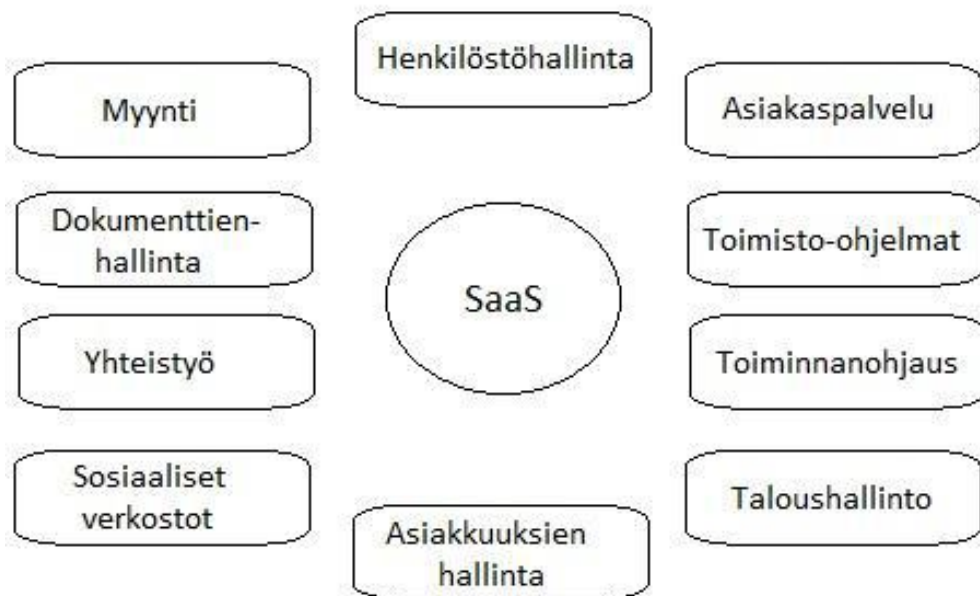 Henkilöstöhallinta
Myynti
Asiakaspalvelu
Dokumenttien-
hallinta
Toimisto-ohjelmat
SaaS
Yhteistyö
Toiminnanohjaus
Sosiaaliset
verkostot
Taloushallinto
Asiakkuuksien
hallinta